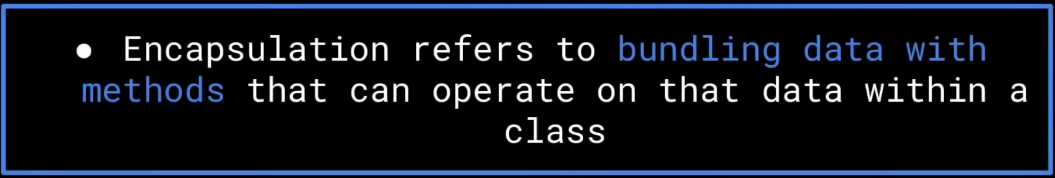 ● Encapsulation refers to bundling data with
methods that can operate on that data within a
class